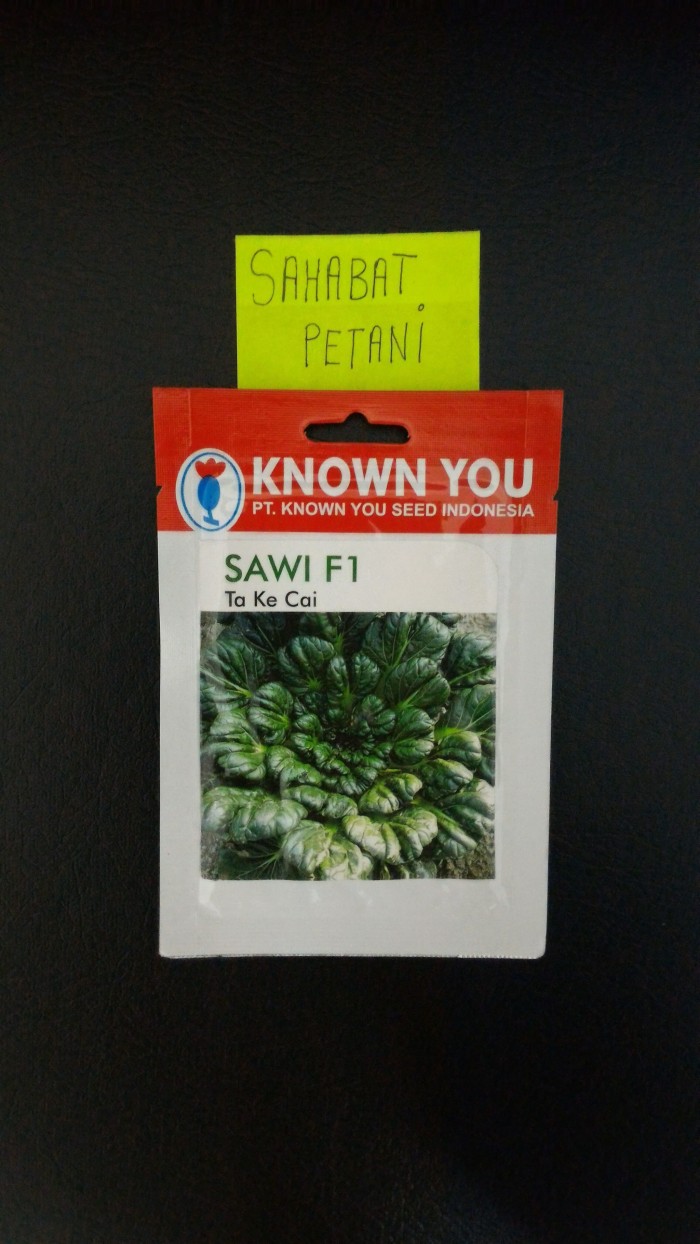 SAHABAT
PETANI
KNOWN YOU
PT. KNOWN YOU SEED INDONESIA
SAWI F1
Ta Ke Cai